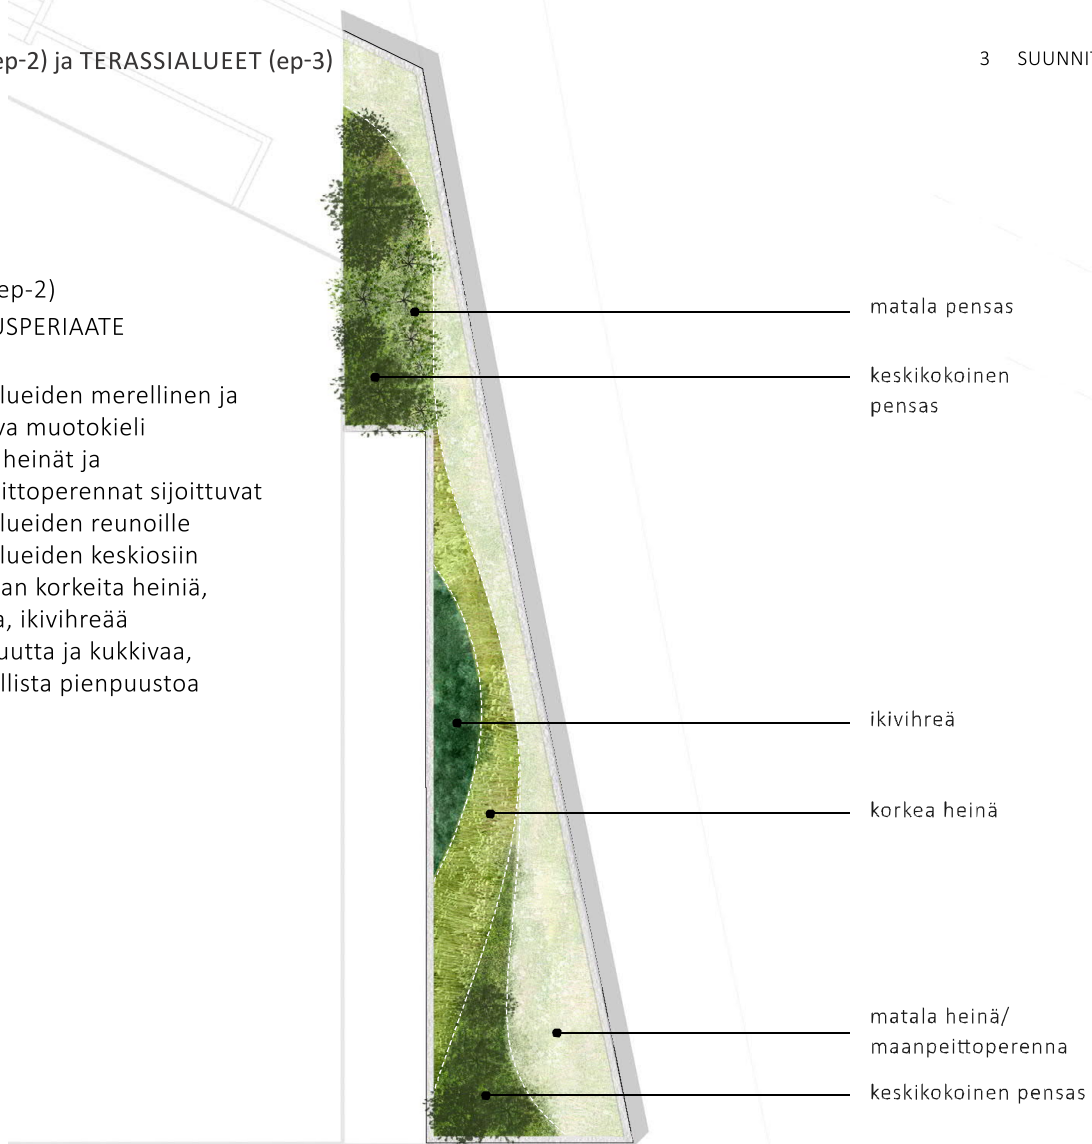 ep-2) ja TERASSIALUEET (ep-3)
3 SUUNNIT
ep-2)
USPERIAATE
lueiden merellinen ja
va muotokieli
heinät ja
ittoperennat sijoittuvat
lueiden reunoille
lueiden keskiosiin
an korkeita heiniä,
a, ikivihreää
uutta ja kukkivaa,
llista pienpuustoa
matala pensas
keskikokoinen
pensas
ikivihreä
korkea heinä
matala heinä/
maanpeittoperenna
keskikokoinen pensas